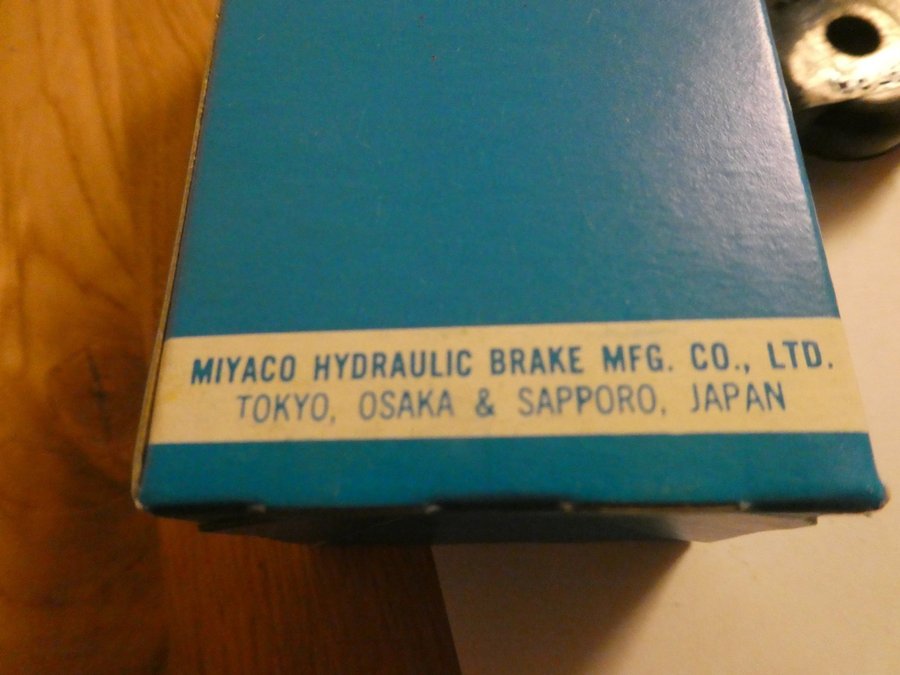 MIYACO HYDRAULIC BRAKE MFG. CO., LTD.
TOKYO, OSAKA & SAPPORO, JAPAN